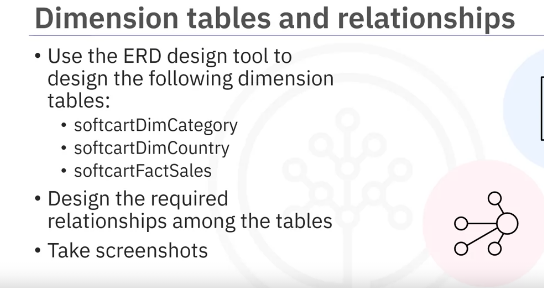 Dimension tables and relationships
• Use the ERD design tool to
design the following dimension
tables:
• softcartDimCategory
• softcartDimCountry
• softcartFactSales
• Design the required
relationships among the tables
• Take screenshots